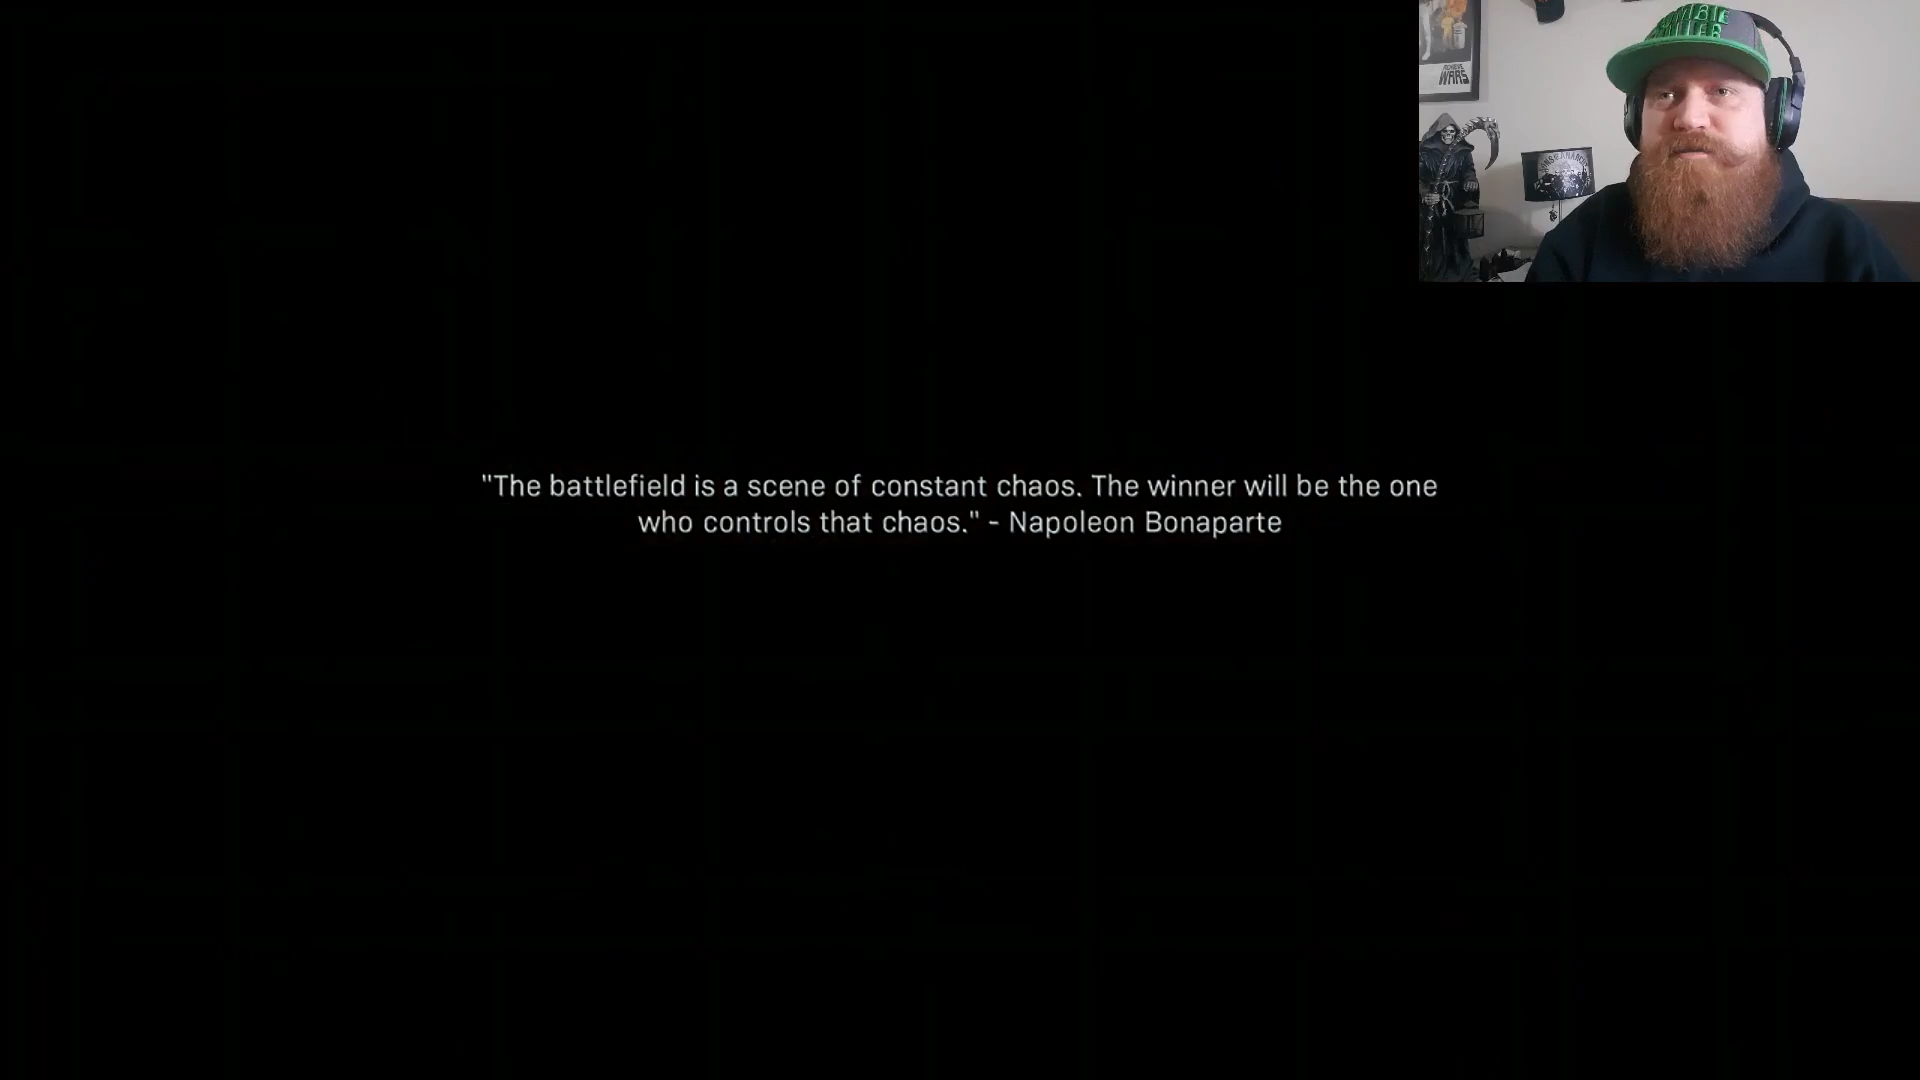 "The battlefield is a scene of constant chaos. The winner will be the one
who controls that chaos." - Napoleon Bonaparte
WARS